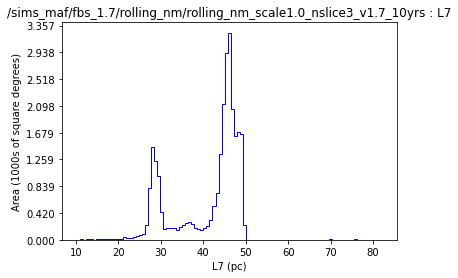 /sims_maf/fbs_1.7/rolling_nm/rolling_nm_scale1.0_nslice3_v1.7_10yrs : L7
3.357
2.938
2.518
2.098
1.679
1.259
0.839
0.420
0.000
Area (1000s of square degrees)
10 20 30 40 50 60 70 80
L7 (pc)